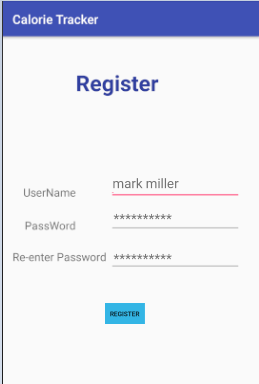 Calorie Tracker
Register
UserName mark miller
PassWord **********
Re-enter Password **********
REGISTER